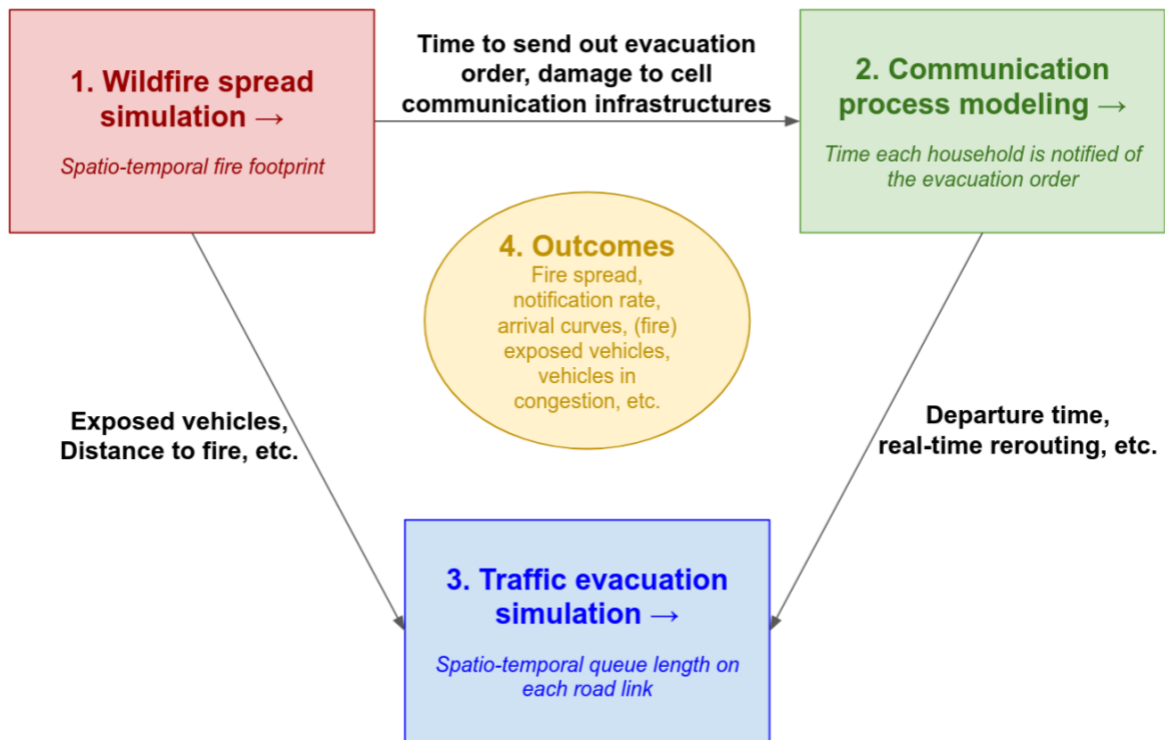 1. Wildfire spread
simulation →
Spatio-temporal fire footprint
Time to send out evacuation
order, damage to cell
communication infrastructures
2. Communication
process modeling →
Time each household is notified of
the evacuation order
4. Outcomes
Fire spread,
notification rate,
arrival curves, (fire)
exposed vehicles,
vehicles in
congestion, etc.
Exposed vehicles,
Distance to fire, etc.
Departure time,
real-time rerouting, etc.
3. Traffic evacuation
simulation →
Spatio-temporal queue length on
each road link